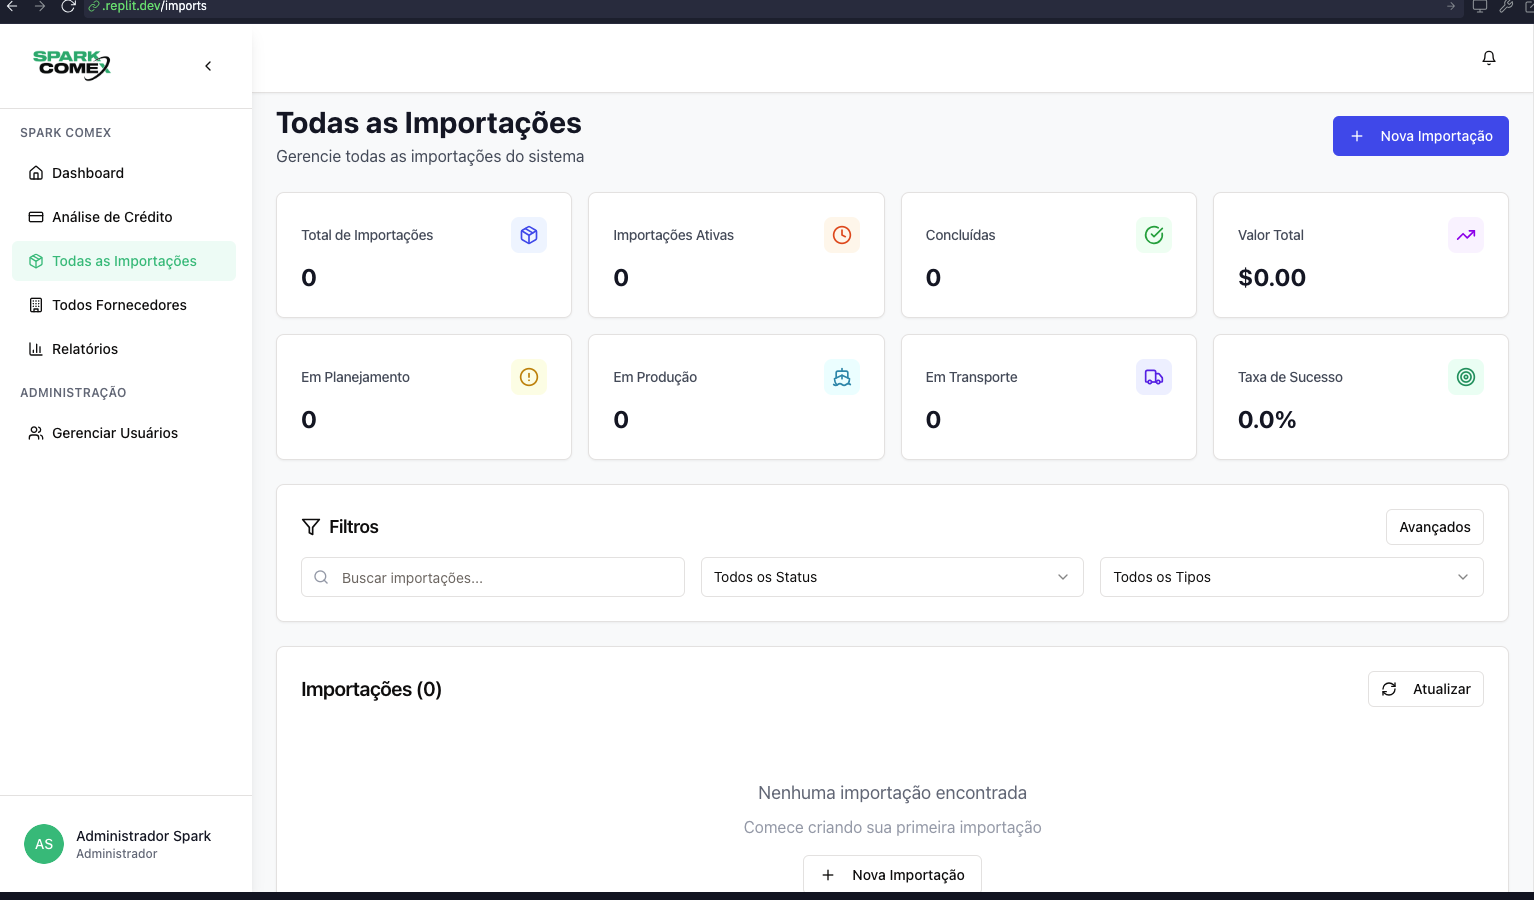 .replit.dev/imports
SPARK
COMEX
SPARK COMEX
Dashboard
Análise de Crédito
Todas as Importações
Todos Fornecedores
Relatórios
ADMINISTRAÇÃO
Gerenciar Usuários
AS
Administrador Spark
Administrador
Todas as Importações
Gerencie todas as importações do sistema
Nova Importação
Total de Importações
0
Importações Ativas
0
Concluídas
0
Valor Total
$0.00
Em Planejamento
0
Em Produção
0
Em Transporte
0
Taxa de Sucesso
0.0%
Filtros
Avançados
Buscar importações...
Todos os Status
Todos os Tipos
Importações (0)
Atualizar
Nenhuma importação encontrada
Comece criando sua primeira importação
Nova Importação